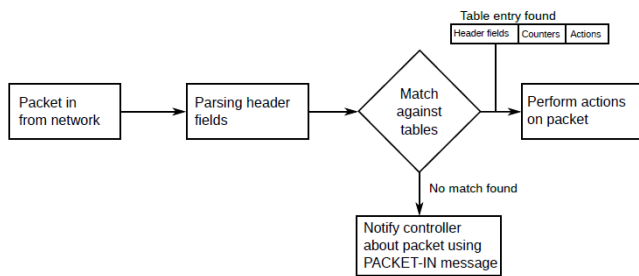 Table entry found
Header fields Counters Actions
Packet in
from network
Parsing header
fields
Match
against
tables
Perform actions
on packet
No match found
Notify controller
about packet using
PACKET-IN message